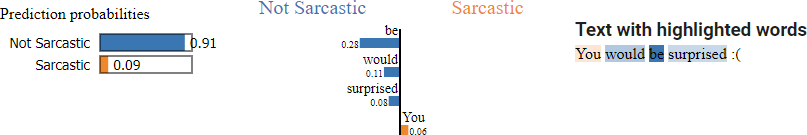 Prediction probabilities
Not Sarcastic 0.91
Sarcastic 0.09
Not Sarcastic Sarcastic
be
0.28
would
0.11
surprised
0.08
You
0.06
Text with highlighted words
You would be surprised :(